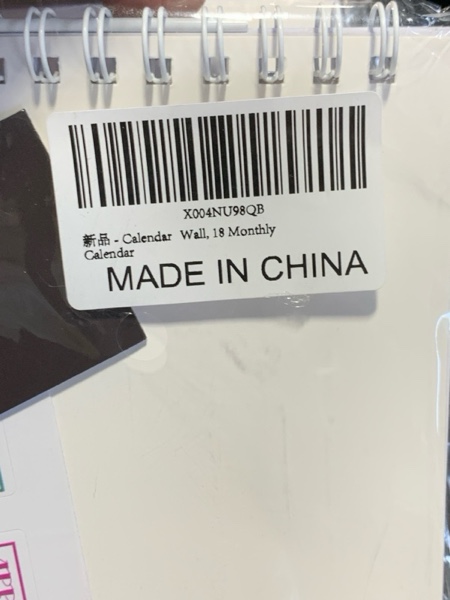 X004NU98QB
新品 - Calendar Wall, 18 Monthly
Calendar
MADE IN CHINA